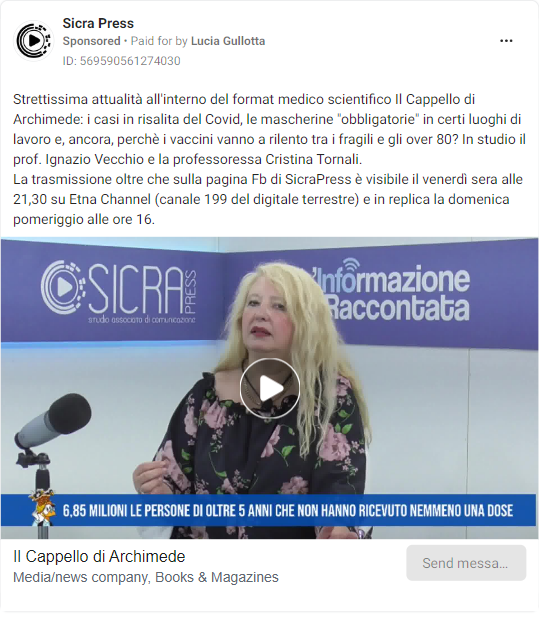 Sicra Press
Sponsored • Paid for by Lucia Gullotta
ID: 569590561274030
Strettissima attualità all'interno del format medico scientifico Il Cappello di
Archimede: i casi in risalita del Covid, le mascherine "obbligatorie" in certi luoghi di
lavoro e, ancora, perchè i vaccini vanno a rilento tra i fragili e gli over 80? In studio il
prof. Ignazio Vecchio e la professoressa Cristina Tornali.
La trasmissione oltre che sulla pagina Fb di SicraPress è visibile il venerdì sera alle
21,30 su Etna Channel (canale 199 del digitale terrestre) e in replica la domenica
pomeriggio alle ore 16.
SICRA PRESS
studio associato di comunicazione
L'Informazione
Raccontata
6,85 MILIONI LE PERSONE DI OLTRE 5 ANNI CHE NON HANNO RICEVUTO NEMMENO UNA DOSE
Il Cappello di Archimede
Media/news company, Books & Magazines
Send messa...